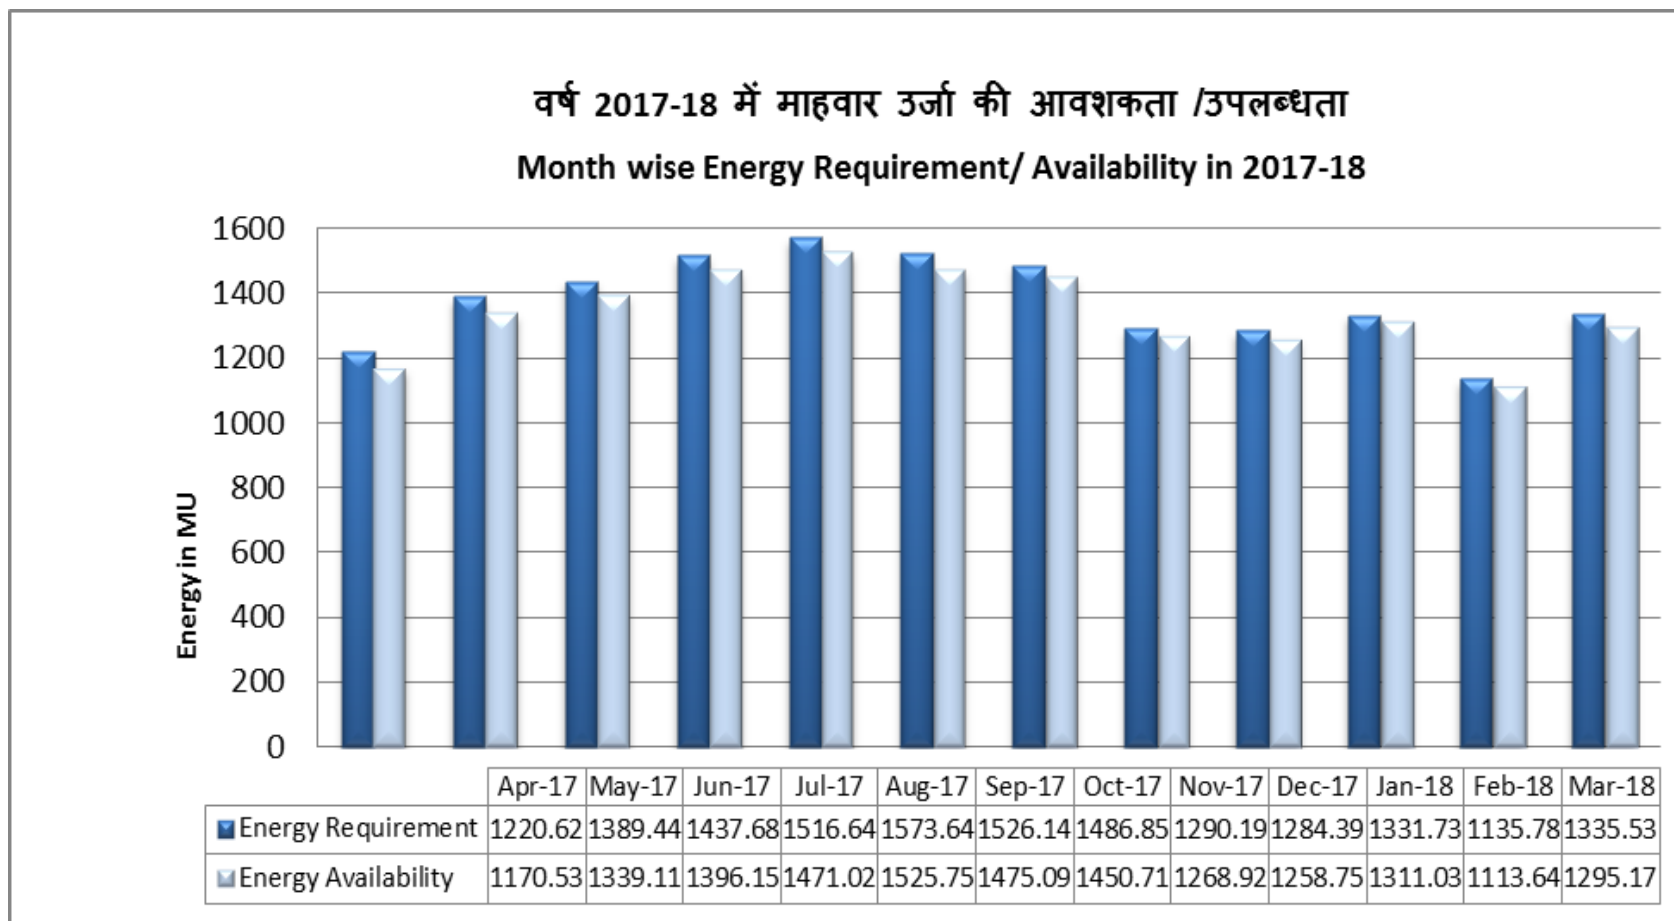 वर्ष 2017-18 में माहवार उर्जा की आवशकता /उपलब्धता
Month wise Energy Requirement/ Availability in 2017-18
1600
1400
1200
1000
800
600
400
200
0
Energy in MU
Apr-17 May-17 Jun-17 Jul-17 Aug-17 Sep-17 Oct-17 Nov-17 Dec-17 Jan-18 Feb-18 Mar-18
Energy Requirement 1220.62 1389.44 1437.68 1516.64 1573.64 1526.14 1486.85 1290.19 1284.39 1331.73 1135.78 1335.53
Energy Availability 1170.53 1339.11 1396.15 1471.02 1525.75 1475.09 1450.71 1268.92 1258.75 1311.03 1113.64 1295.17